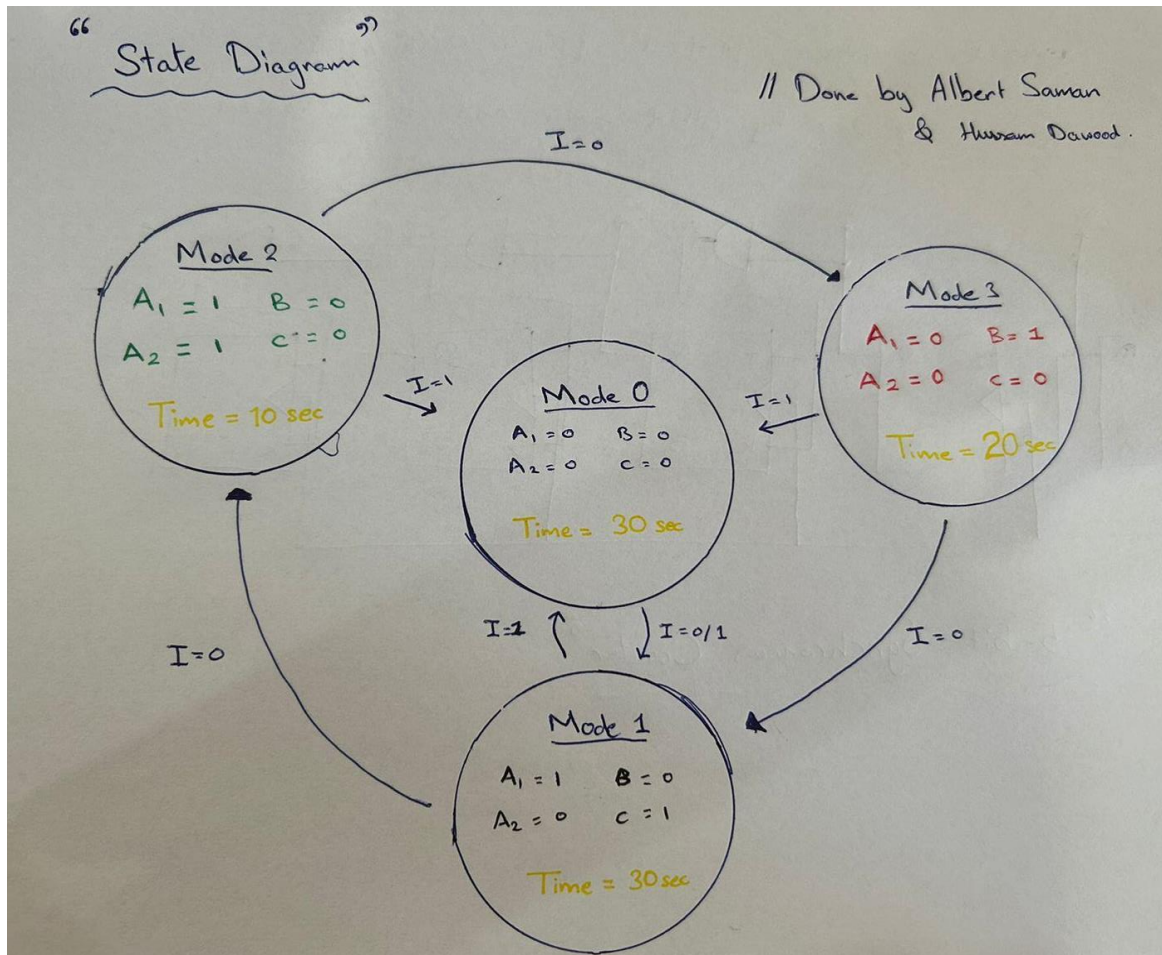 “ State Diagram ”
// Done by Albert Saman
& Hussam Dawood.
I=0
Mode 2
A₁ = 1 B = 0
A₂ = 1 C = 0
Time = 10 sec
I=1
Mode 0
A₁ = 0 B = 0
A₂ = 0 C = 0
Time = 30 sec
I=1
Mode 3
A₁ = 0 B = 1
A₂ = 0 C = 0
Time = 20 sec
I=0
I=1
I=0/1
I=0
Mode 1
A₁ = 1 B = 0
A₂ = 0 C = 1
Time = 30 sec